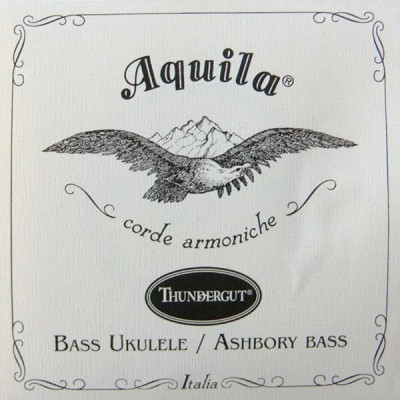 Aquila®
corde armoniche
THUNDERGUT®
BASS UKULELE / ASHBORY BASS
Italia